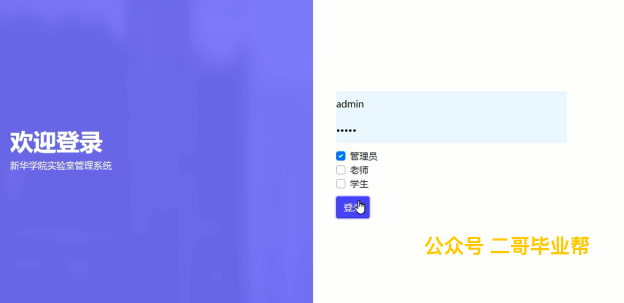 欢迎登录
新华学院实验室管理系统
admin
•••••
管理员
老师
学生
登
公众号 二哥毕业帮